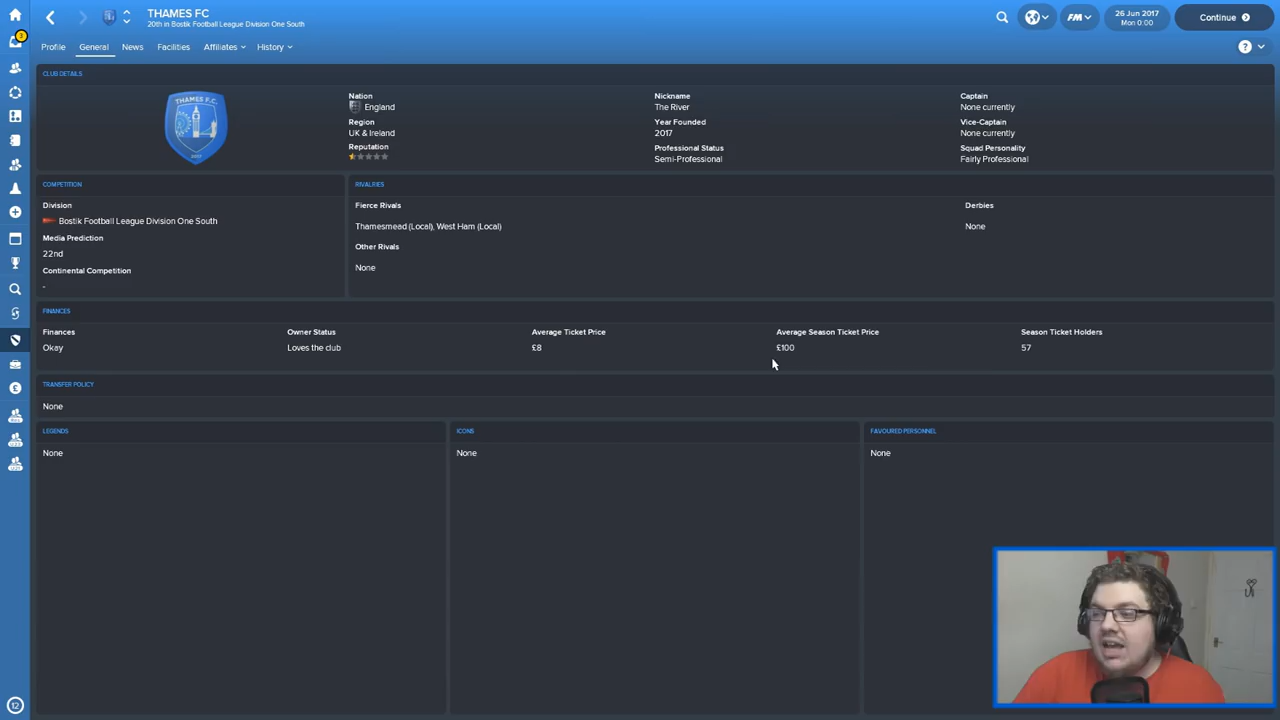 THAMES FC
20th in Bostik Football League Division One South
3
FM
26 Jun 2017
Mon 0:00
Continue
Profile
General
News
Facilities
Affiliates
History
?
CLUB DETAILS
THAMES F.C.
2017
Nation
England
Region
UK & Ireland
Reputation
Nickname
The River
Year Founded
2017
Professional Status
Semi-Professional
Captain
None currently
Vice-Captain
None currently
Squad Personality
Fairly Professional
COMPETITION
Division
Bostik Football League Division One South
Media Prediction
22nd
Continental Competition
-
RIVALRIES
Fierce Rivals
Thamesmead (Local), West Ham (Local)
Other Rivals
None
Derbies
None
FINANCES
Finances
Okay
Owner Status
Loves the club
Average Ticket Price
£8
Average Season Ticket Price
£100
Season Ticket Holders
57
TRANSFER POLICY
None
LEGENDS
None
ICONS
None
FAVOURED PERSONNEL
None
12